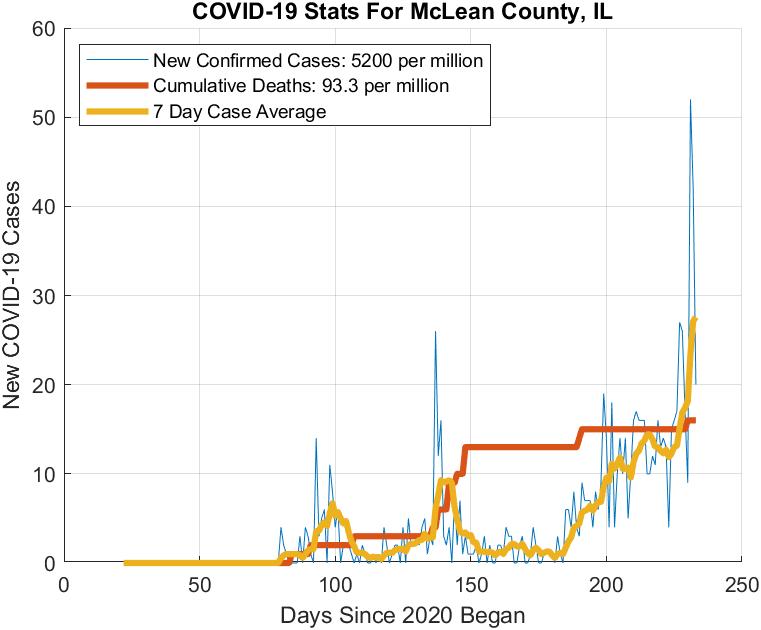 COVID-19 Stats For McLean County, IL
New Confirmed Cases: 5200 per million
Cumulative Deaths: 93.3 per million
7 Day Case Average
New COVID-19 Cases
60
50
40
30
20
10
0
0 50 100 150 200 250
Days Since 2020 Began